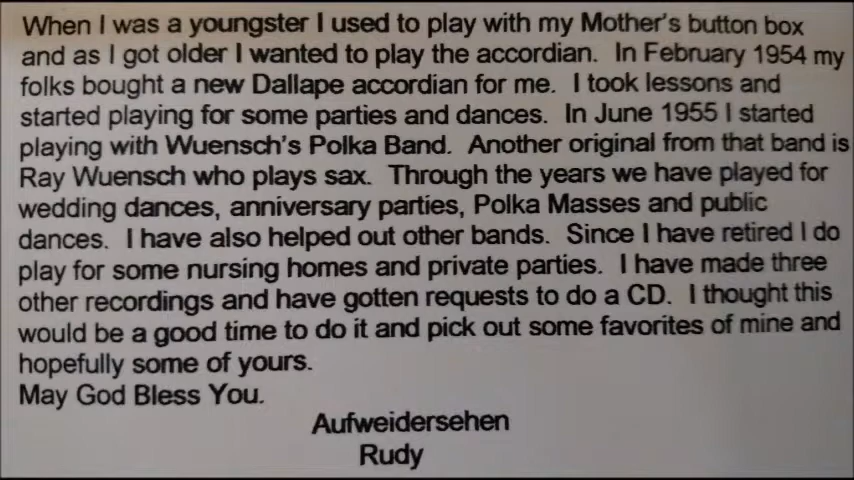 When I was a youngster I used to play with my Mother's button box
and as I got older I wanted to play the accordian. In February 1954 my
folks bought a new Dallape accordian for me. I took lessons and
started playing for some parties and dances. In June 1955 I started
playing with Wuensch's Polka Band. Another original from that band is
Ray Wuensch who plays sax. Through the years we have played for
wedding dances, anniversary parties, Polka Masses and public
dances. I have also helped out other bands. Since I have retired I do
play for some nursing homes and private parties. I have made three
other recordings and have gotten requests to do a CD. I thought this
would be a good time to do it and pick out some favorites of mine and
hopefully some of yours.
May God Bless You.
Aufweidersehen
Rudy